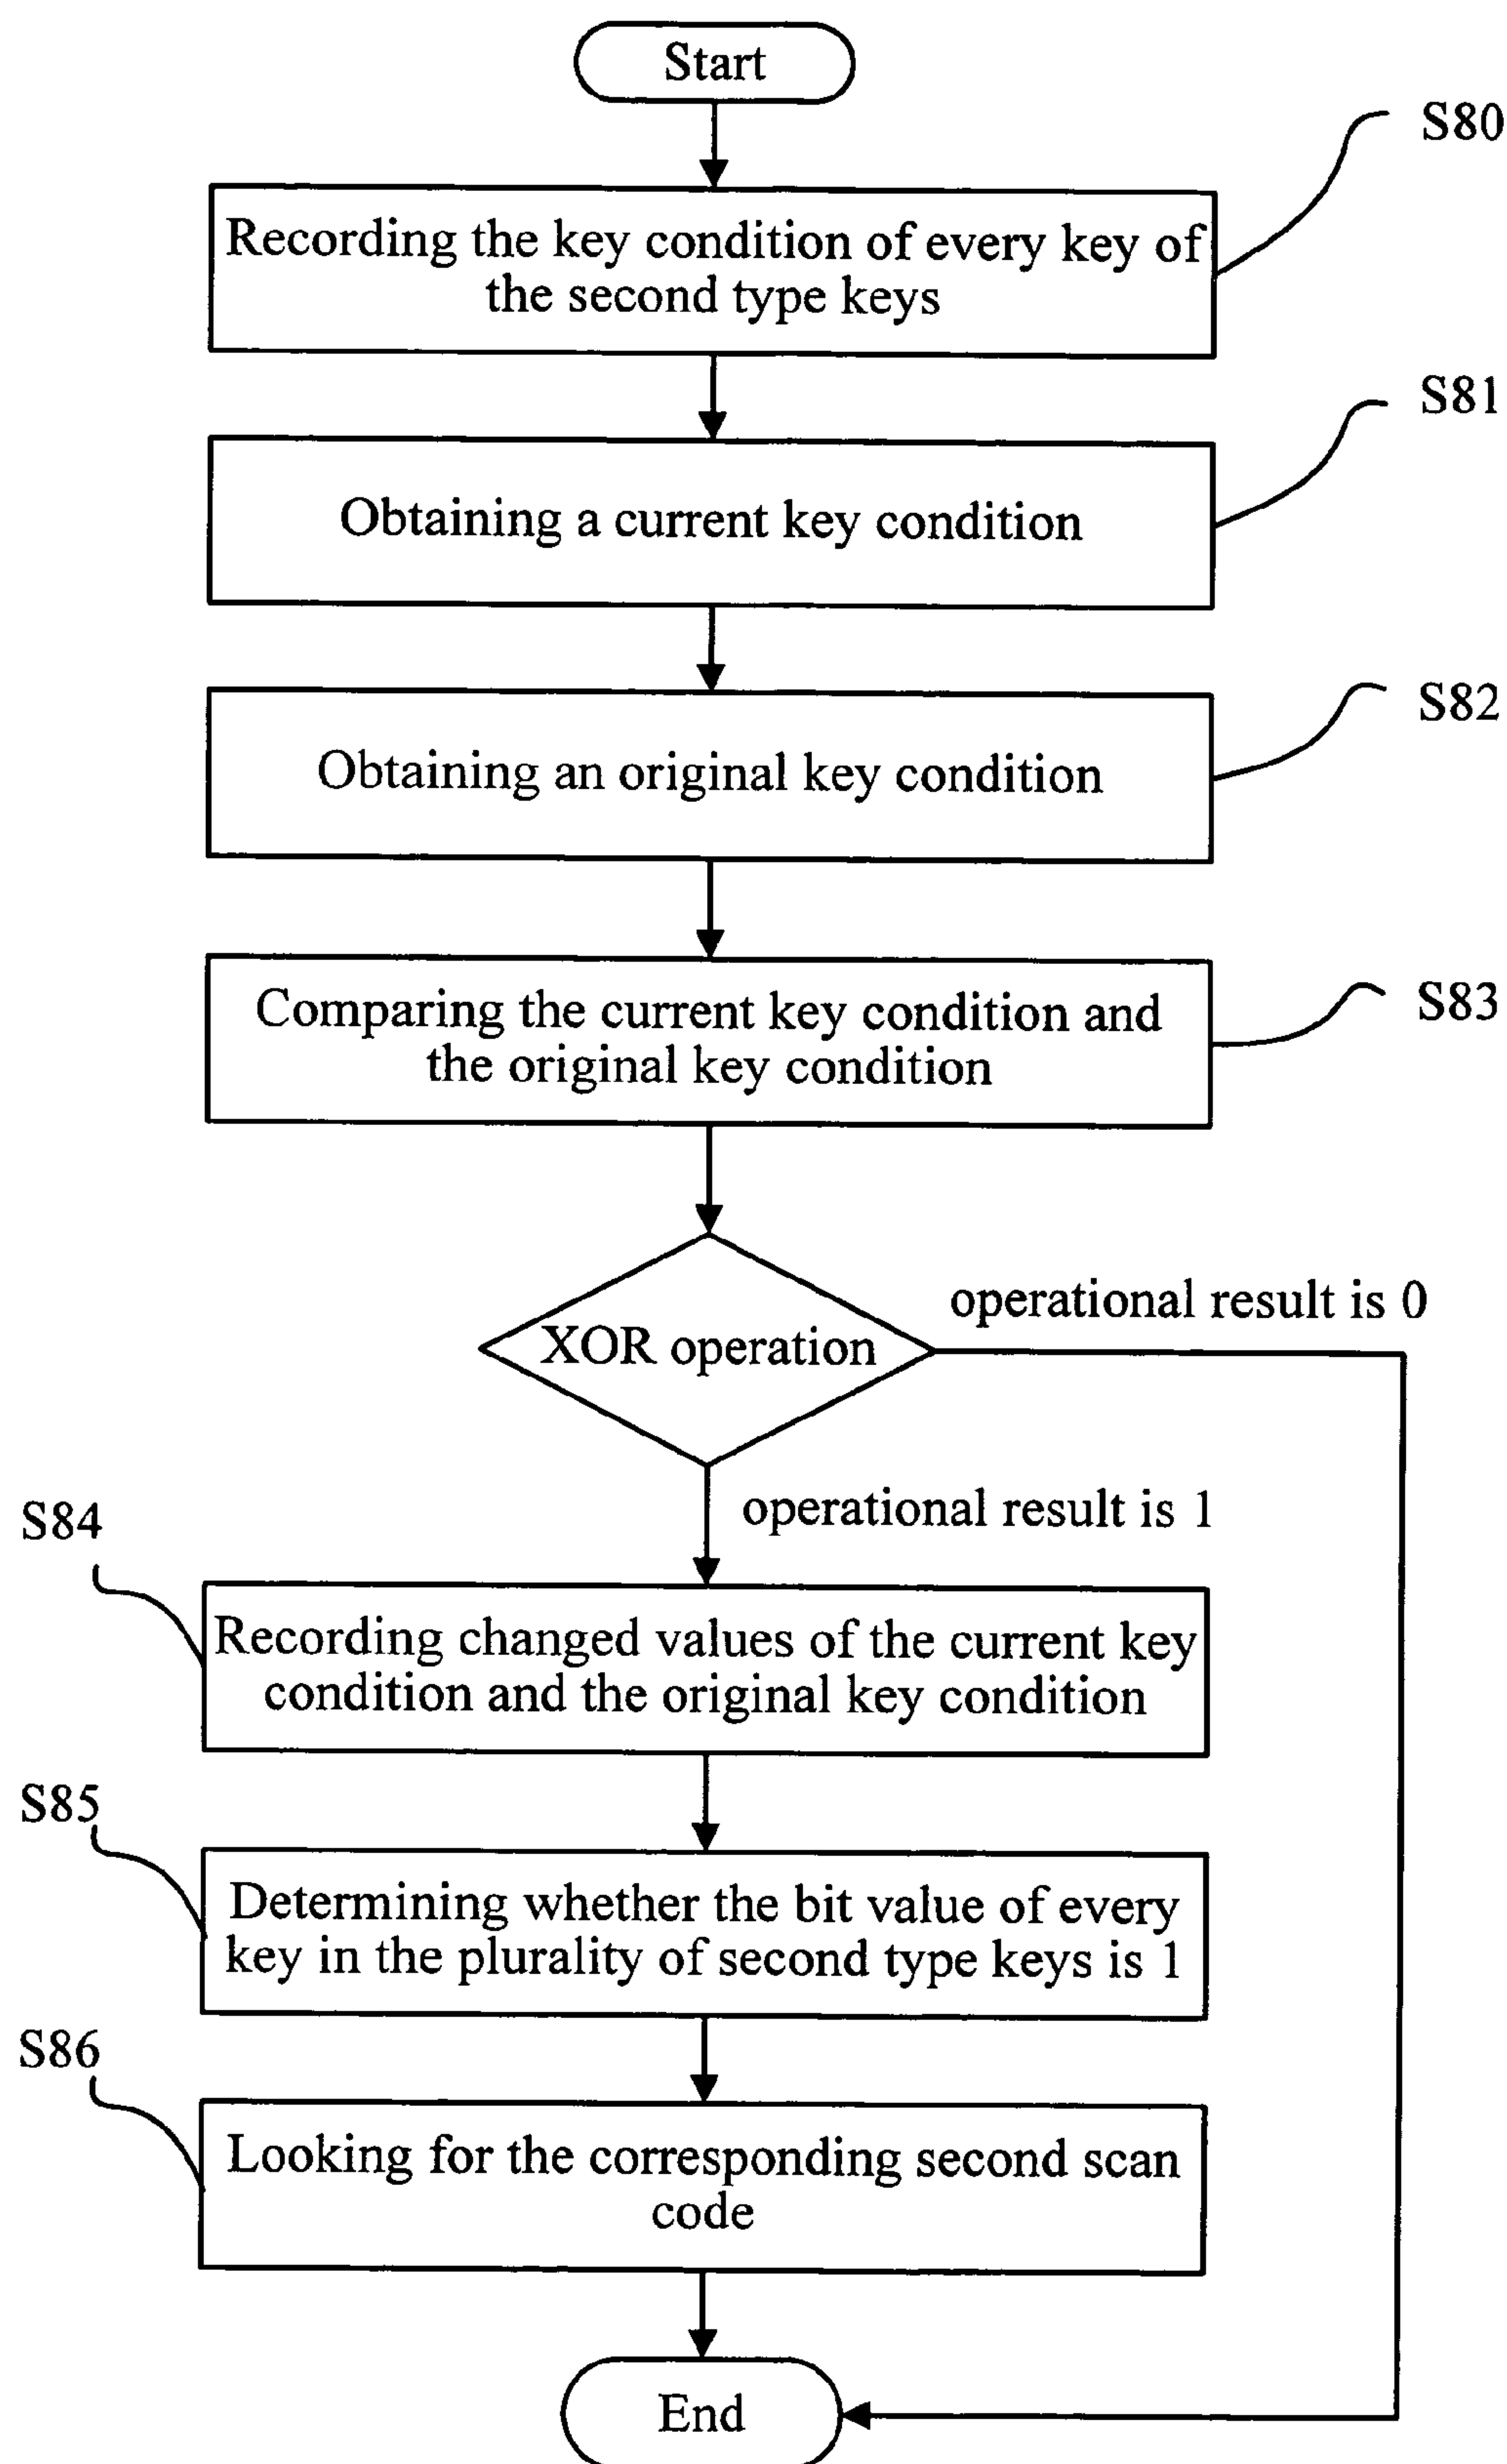 Start
S80
Recording the key condition of every key of
the second type keys
S81
Obtaining a current key condition
S82
Obtaining an original key condition
S83
Comparing the current key condition and
the original key condition
operational result is 0
XOR operation
operational result is 1
S84
Recording changed values of the current key
condition and the original key condition
S85
Determining whether the bit value of every
key in the plurality of second type keys is 1
S86
Looking for the corresponding second scan
code
End